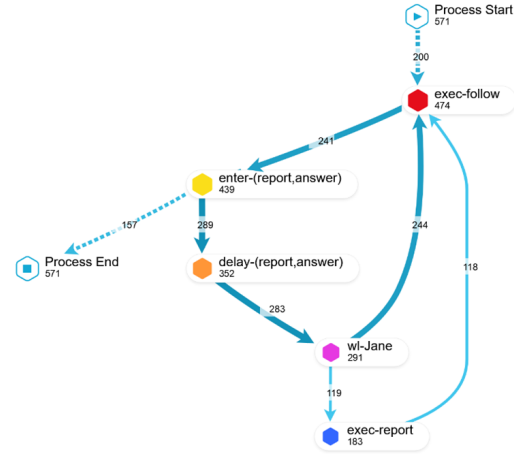 Process Start
571
200
exec-follow
474
241
enter-(report,answer)
439
157
289
244
Process End
571
delay-(report,answer)
352
118
283
wl-Jane
291
119
exec-report
183